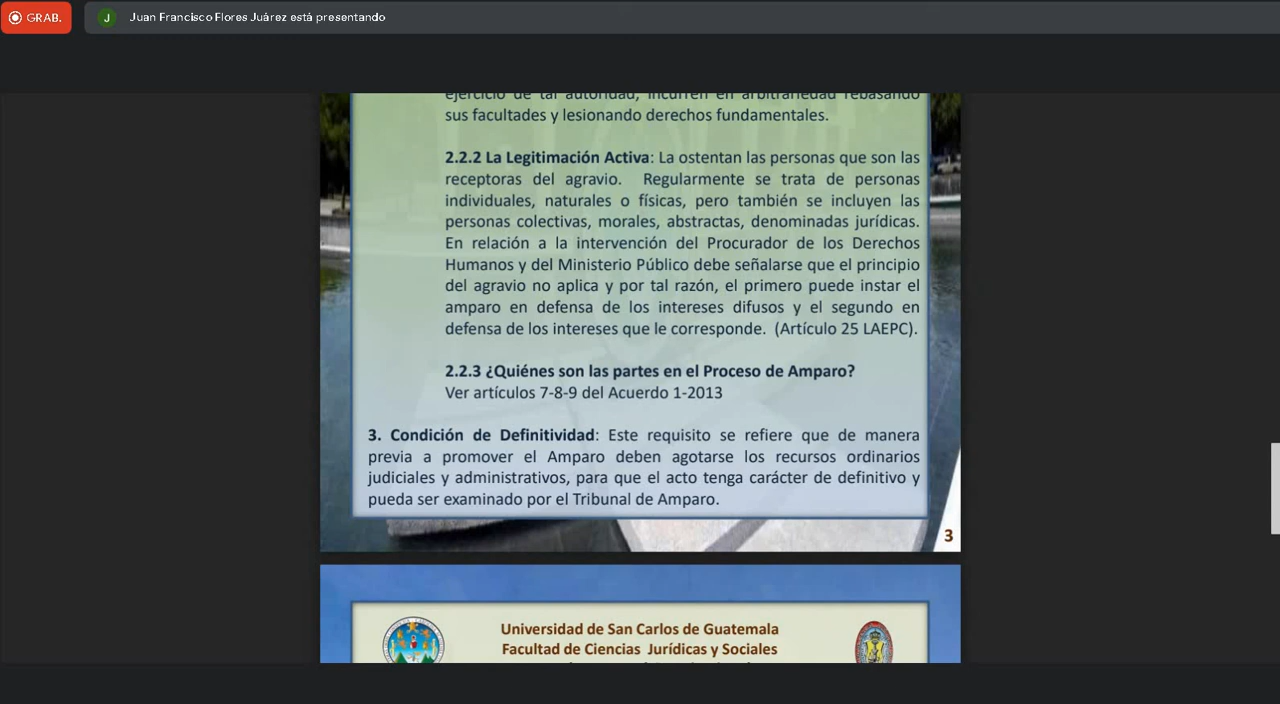 GRAB.
J
Juan Francisco Flores Juárez está presentando
ejercicio de tal autoridad, incurren en arbitrariedad rebasando
sus facultades y lesionando derechos fundamentales.
2.2.2 La Legitimación Activa: La ostentan las personas que son las
receptoras del agravio. Regularmente se trata de personas
individuales, naturales o físicas, pero también se incluyen las
personas colectivas, morales, abstractas, denominadas jurídicas.
En relación a la intervención del Procurador de los Derechos
Humanos y del Ministerio Público debe señalarse que el principio
del agravio no aplica y por tal razón, el primero puede instar el
amparo en defensa de los intereses difusos y el segundo en
defensa de los intereses que le corresponde. (Artículo 25 LAEPC).
2.2.3 ¿Quiénes son las partes en el Proceso de Amparo?
Ver artículos 7-8-9 del Acuerdo 1-2013
3. Condición de Definitividad: Este requisito se refiere que de manera
previa a promover el Amparo deben agotarse los recursos ordinarios
judiciales y administrativos, para que el acto tenga carácter de definitivo y
pueda ser examinado por el Tribunal de Amparo.
3
Universidad de San Carlos de Guatemala
Facultad de Ciencias Jurídicas y Sociales